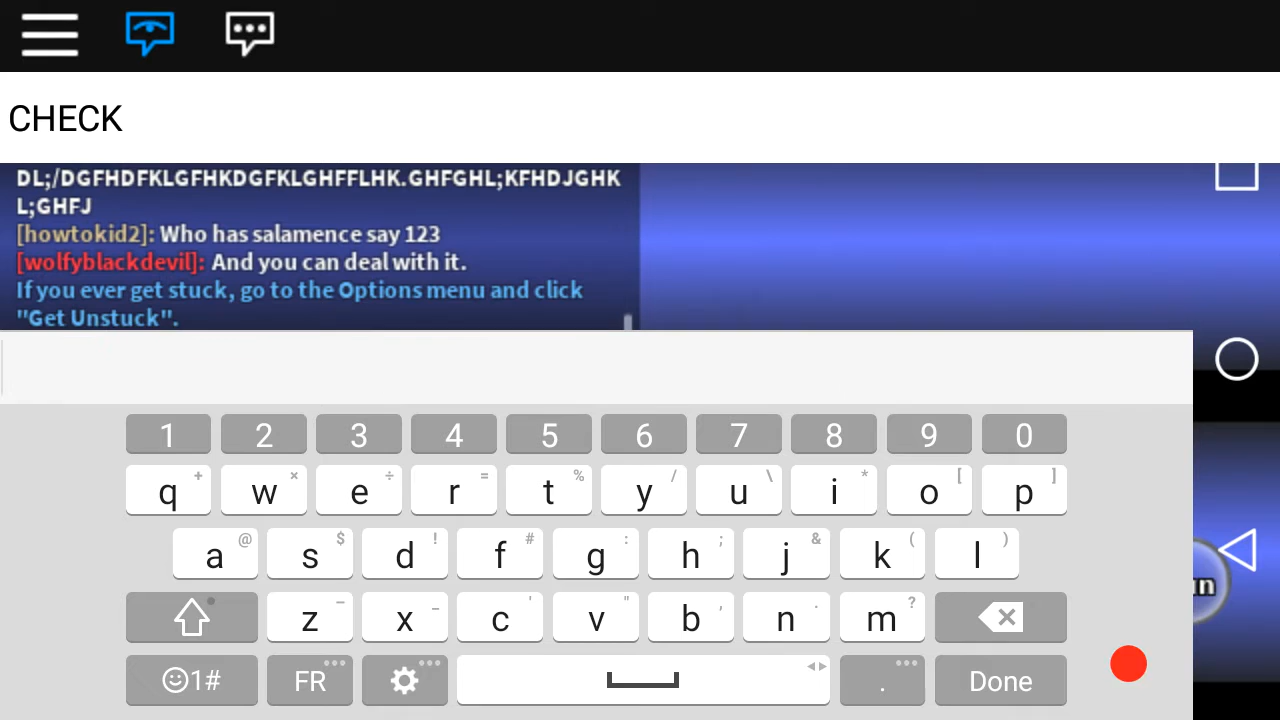 CHECK
DL;/DGFHDFKLGFHKDGFKLGHFFLHK.GHFGHL;KFHDJGHK
L;GHFJ
[howtokid2]: Who has salamence say 123
[wolfyblackdevil]: And you can deal with it.
If you ever get stuck, go to the Options menu and click
"Get Unstuck".
1 2 3 4 5 6 7 8 9 0
q + w × e ÷ r = t % y / u \ i * o [ p ]
a @ s $ d ! f # g : h ; j & k ( l )
z – x - c ' v " b , n . m ?
1# FR . Done